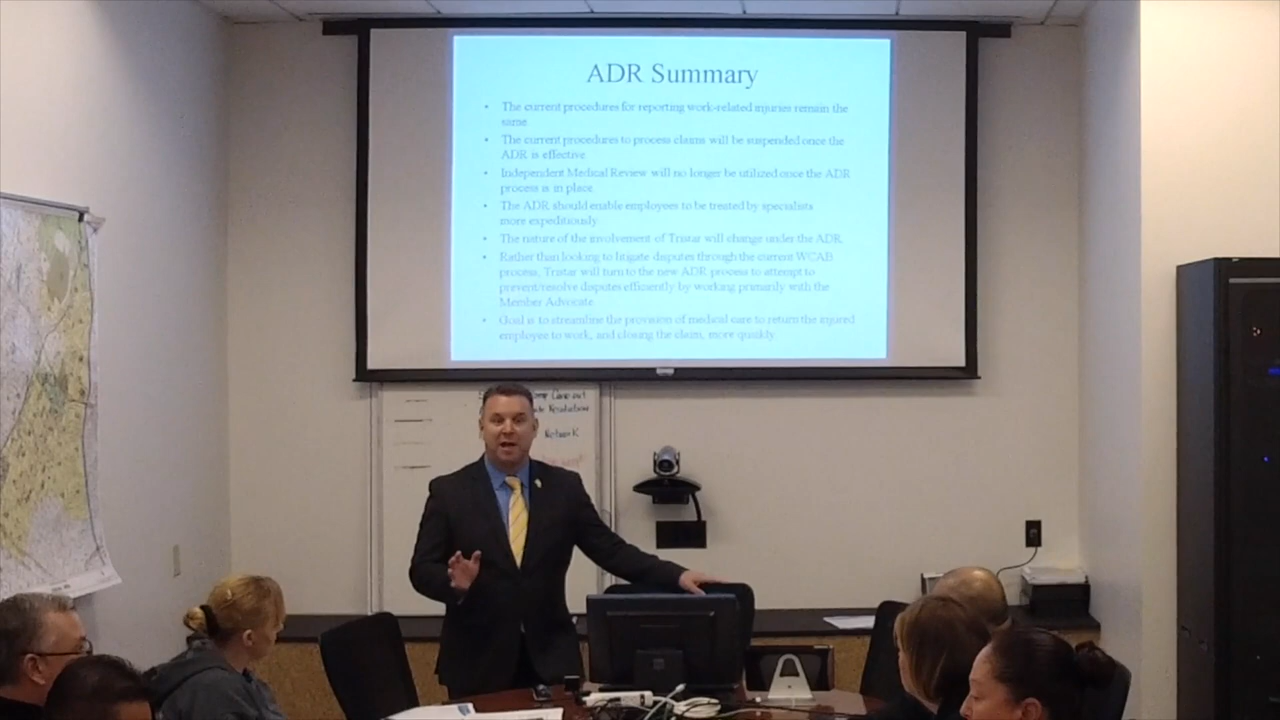 ADR Summary
• The current procedures for reporting work-related injuries remain the
same
• The current procedures to process claims will be suspended once the
ADR is effective
• Independent Medical Review will no longer be utilized once the ADR
process is in place
• The ADR should enable employees to be treated by specialists
more expeditiously
• The nature of the involvement of Tristar will change under the ADR
• Rather than looking to litigate disputes through the current WCAB
process, Tristar will turn to the new ADR process to attempt to
prevent/resolve disputes efficiently by working primarily with the
Member Advocate
• Goal is to streamline the provision of medical care to return the injured
employee to work, and closing the claim, more quickly
Comp Carve out
Resolution
Network